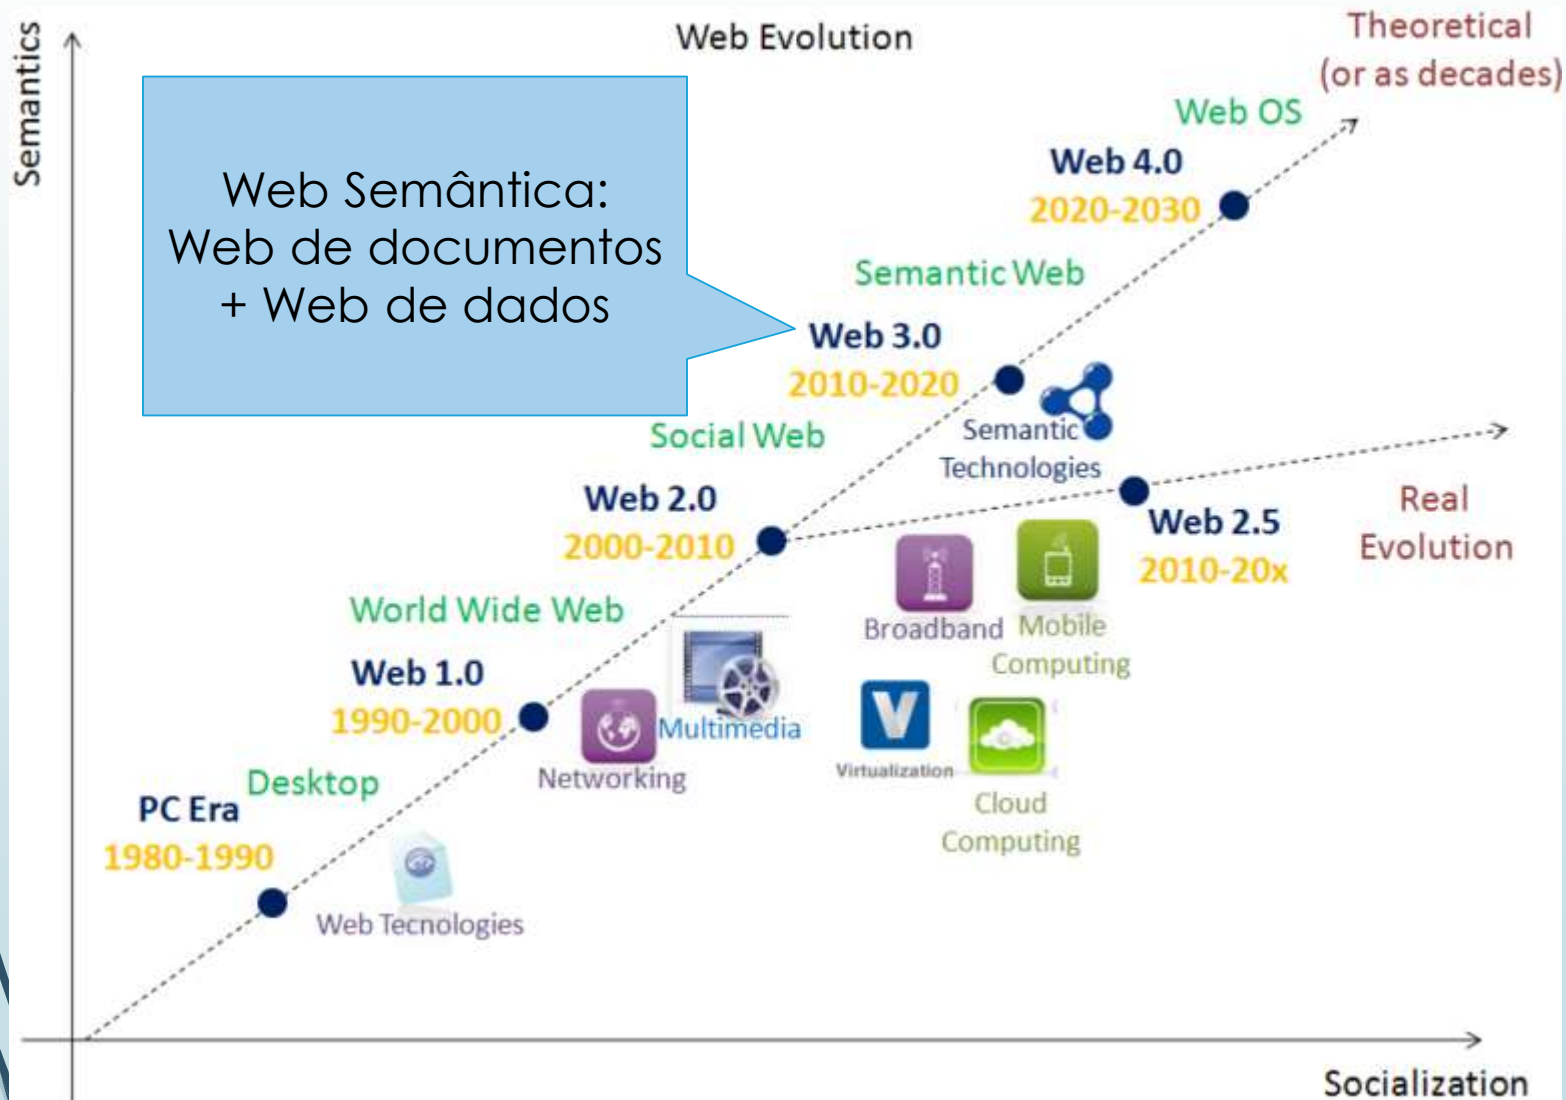 Semantics
Web Evolution
Theoretical
(or as decades)
Web OS
Web 4.0
2020-2030
Web Semântica:
Web de documentos
+ Web de dados
Semantic Web
Web 3.0
2010-2020
Semantic
Technologies
Social Web
Web 2.0
2000-2010
Web 2.5
2010-20x
Real
Evolution
Broadband
Mobile
Computing
World Wide Web
Web 1.0
1990-2000
Networking
Multimedia
V
Virtualization
Cloud
Computing
Desktop
PC Era
1980-1990
Web Tecnologies
Socialization